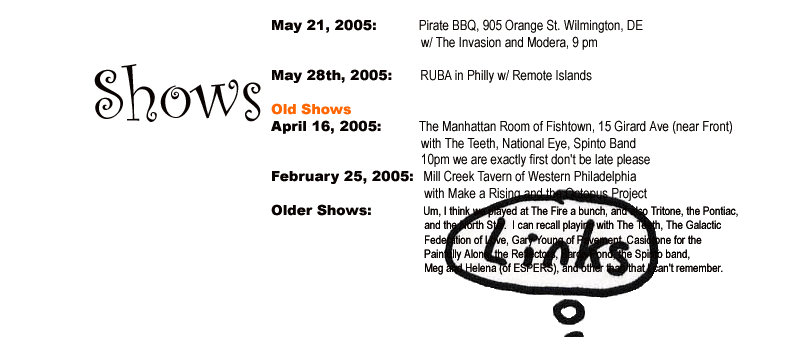 Shows
May 21, 2005: Pirate BBQ, 905 Orange St. Wilmington, DE
w/ The Invasion and Modera, 9 pm
May 28th, 2005: RUBA in Philly w/ Remote Islands
Old Shows
April 16, 2005: The Manhattan Room of Fishtown, 15 Girard Ave (near Front)
with The Teeth, National Eye, Spinto Band
10pm we are exactly first don't be late please
February 25, 2005: Mill Creek Tavern of Western Philadelphia
with Make a Rising and the Octopus Project
Older Shows: Um, I think we played at The Fire a bunch, and also Tritone, the Pontiac,
and the North Star. I can recall playing with The Teeth, The Galactic
Federation of Love, Gary Young of Pavement, Casiotone for the
Painfully Alone, the Reflectors, the Spinto band,
Meg and Helena (of ESPERS), and other than that I can't remember.
Links